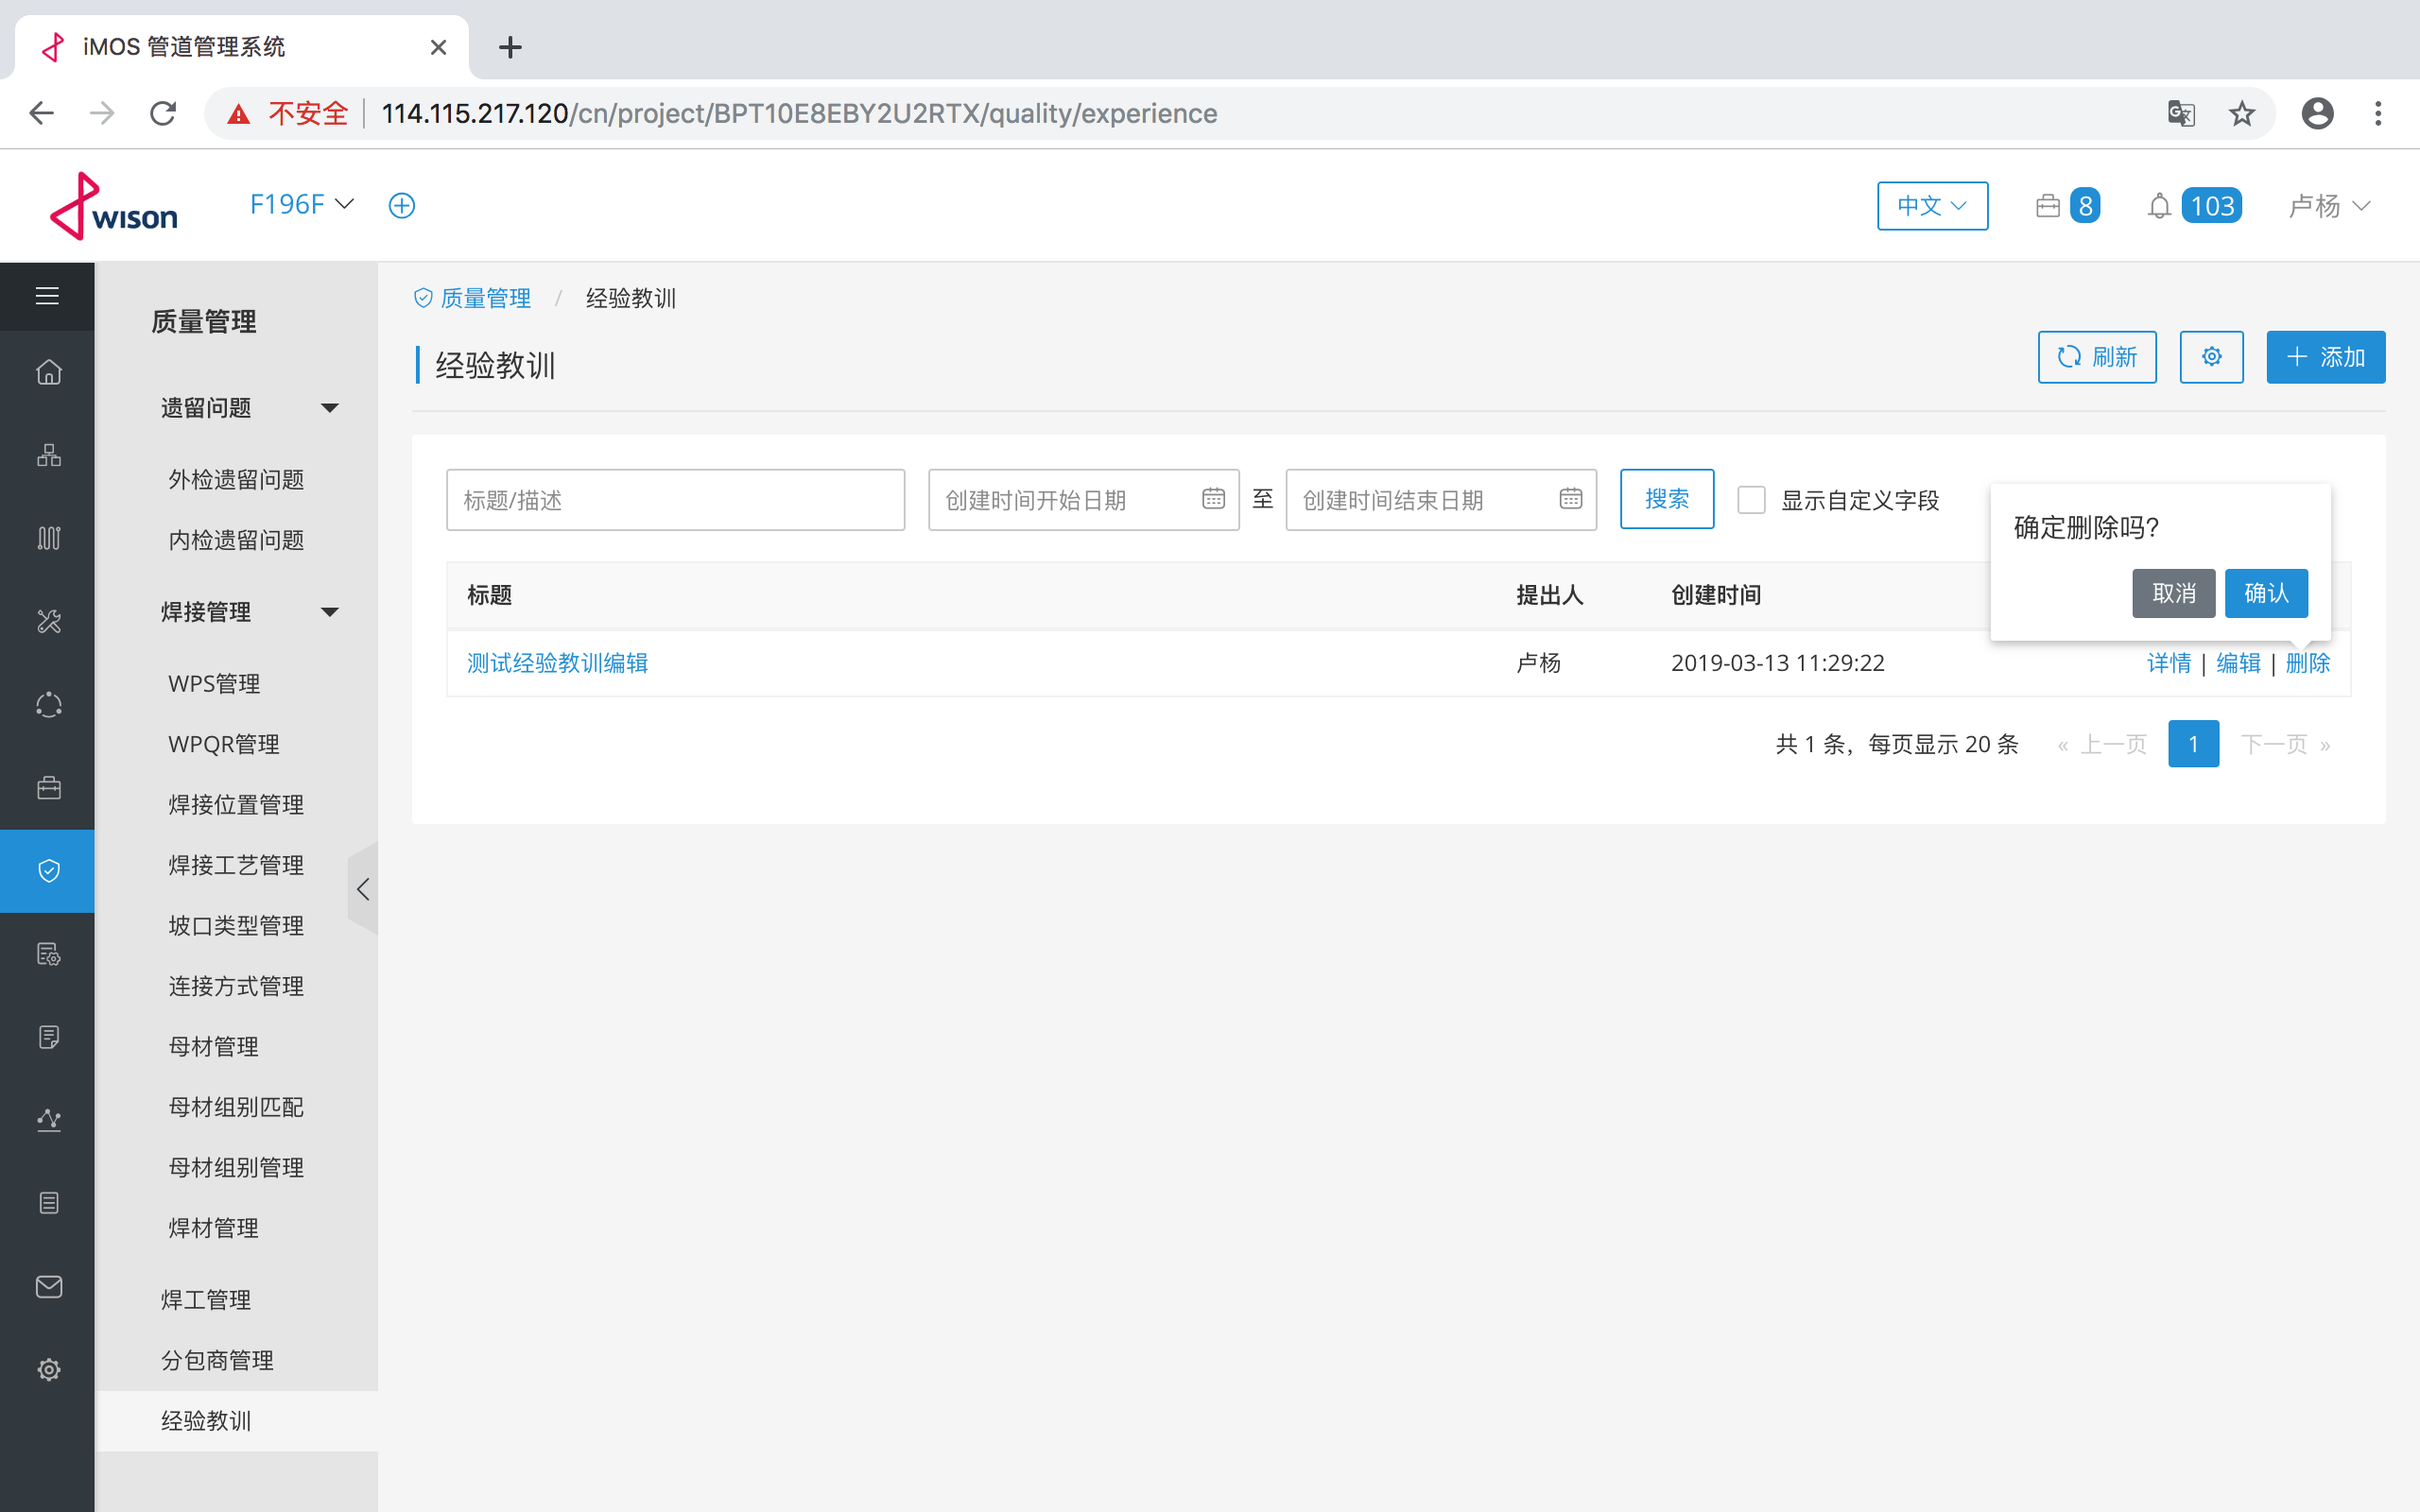 iMOS 管道管理系统
不安全 114.115.217.120/cn/project/BPT10E8EBY2U2RTX/quality/experience
wison F196F 中文 8 103 卢杨
质量管理 / 经验教训
质量管理
经验教训 刷新 添加
遗留问题
外检遗留问题
内检遗留问题
焊接管理
WPS管理
WPQR管理
焊接位置管理
焊接工艺管理
坡口类型管理
连接方式管理
母材管理
母材组别匹配
母材组别管理
焊材管理
焊工管理
分包商管理
经验教训
标题/描述 创建时间开始日期 至 创建时间结束日期 搜索 显示自定义字段
确定删除吗?
取消 确认
标题 提出人 创建时间
测试经验教训编辑 卢杨 2019-03-13 11:29:22 详情 | 编辑 | 删除
共 1 条，每页显示 20 条 « 上一页 1 下一页 »